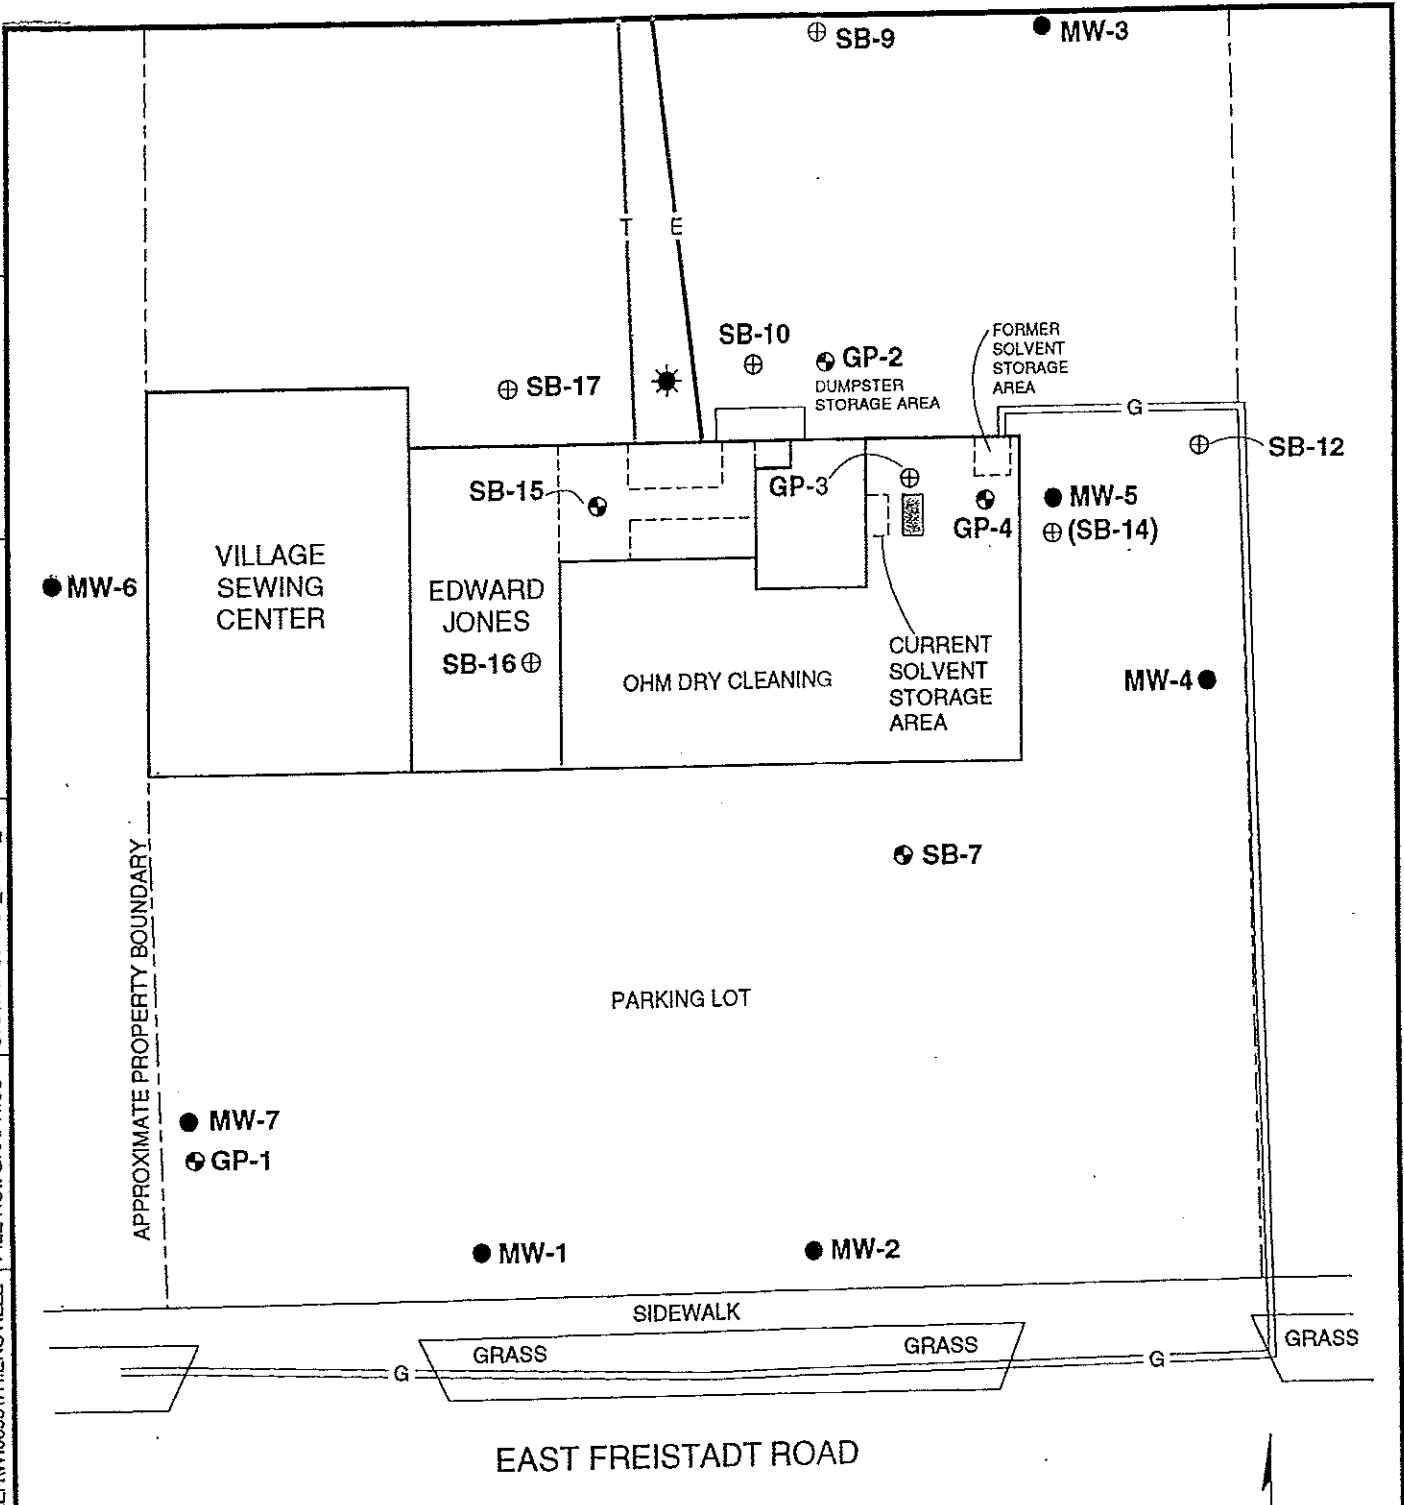 SB-9
MW-3
T
E
SB-10
GP-2
DUMPSTER
STORAGE AREA
FORMER
SOLVENT
STORAGE
AREA
SB-17
G
SB-12
SB-15
GP-3
GP-4
MW-5
(SB-14)
VILLAGE
SEWING
CENTER
MW-6
EDWARD
JONES
SB-16
OHM DRY CLEANING
CURRENT
SOLVENT
STORAGE
AREA
MW-4
SB-7
APPROXIMATE PROPERTY BOUNDARY
PARKING LOT
MW-7
GP-1
MW-1
MW-2
SIDEWALK
GRASS
GRASS
GRASS
G
G
EAST FREISTADT ROAD